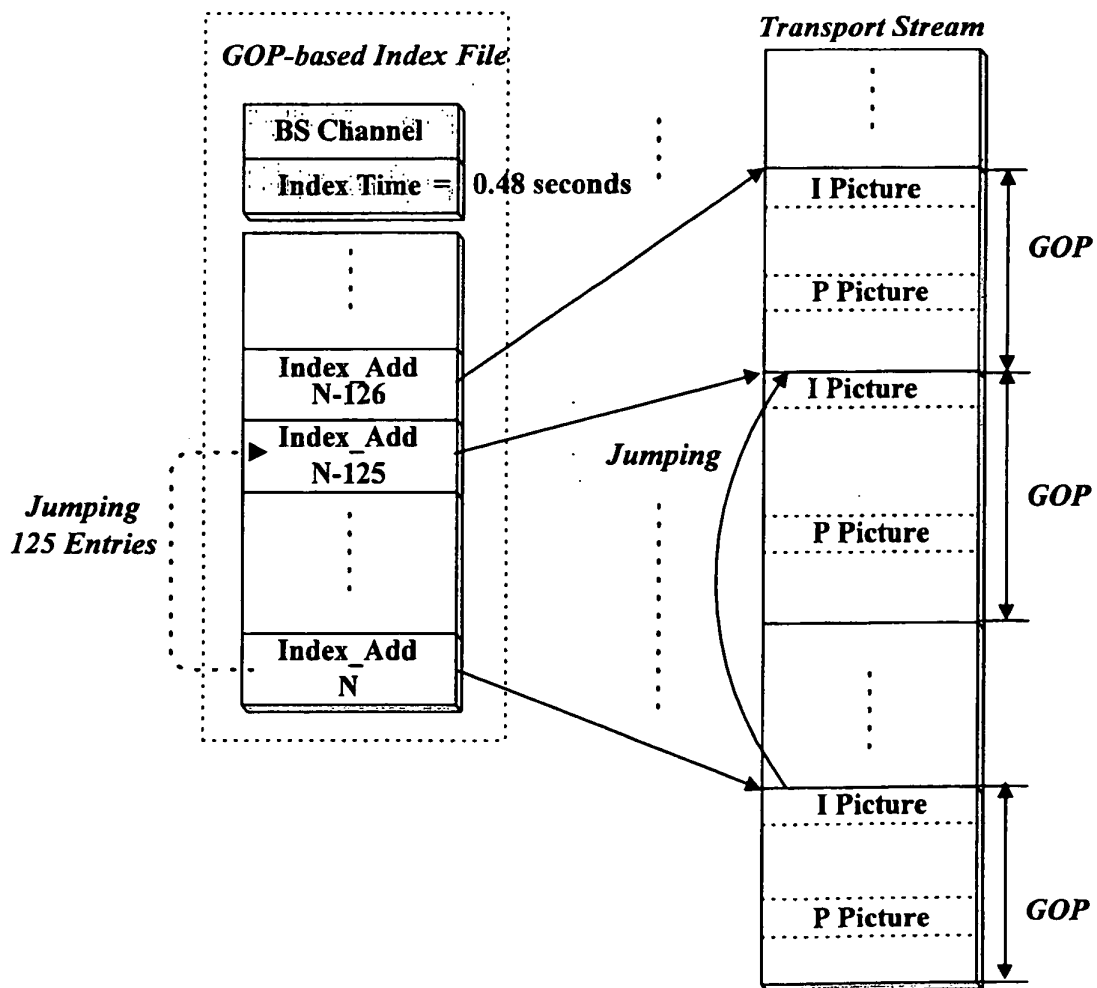 Transport Stream
GOP-based Index File
BS Channel
Index Time = 0.48 seconds
Index_Add
N-126
Index_Add
N-125
Jumping
125 Entries
Index_Add
N
Jumping
I Picture
P Picture
GOP
I Picture
P Picture
GOP
I Picture
P Picture
GOP